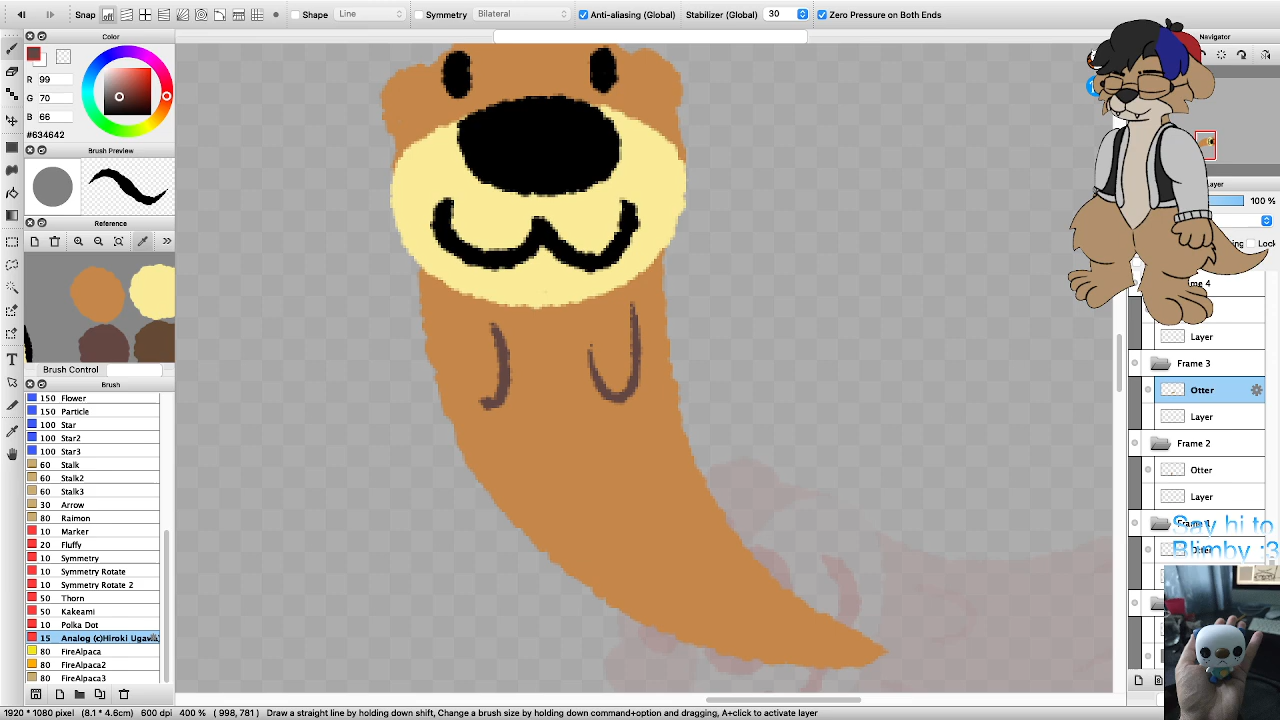 Snap
Shape
Line
Symmetry
Bilateral
Anti-aliasing (Global)
Stabilizer (Global)
30
Zero Pressure on Both Ends
Color
Navigator
R 99
G 70
B 66
#634642
Brush Preview
Reference
Brush Control
Brush
150 Flower
150 Particle
100 Star
100 Star2
100 Star3
60 Stalk
60 Stalk2
60 Stalk3
30 Arrow
80 Raimon
10 Marker
20 Fluffy
10 Symmetry
10 Symmetry Rotate
10 Symmetry Rotate 2
50 Thorn
50 Kakeami
10 Polka Dot
15 Analog (c)Hiroki Ugawa
80 FireAlpaca
80 FireAlpaca2
80 FireAlpaca3
Layer
100 %
Lock
Layer
Frame 3
Otter
Layer
Frame 2
Otter
Layer
Say hi to
Blimby :3
1920 * 1080 pixel (8.1 * 4.6cm) 600 dpi 400 % ( 998, 781 ) Draw a straight line by holding down shift, Change a brush size by holding down command+option and dragging, A+click to activate layer